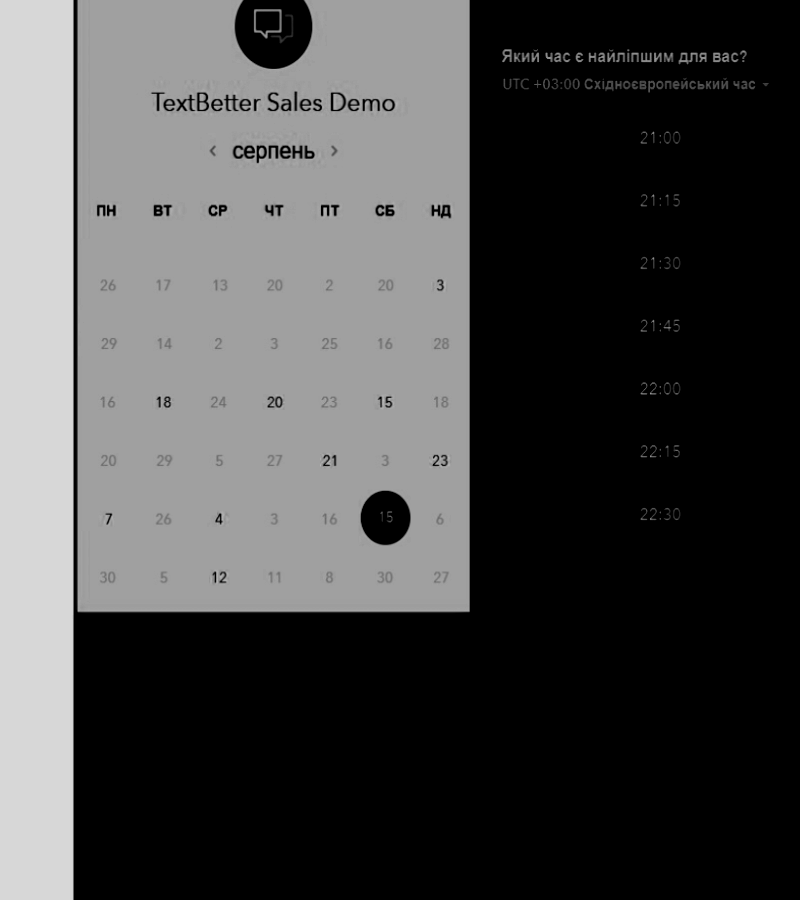 TextBetter Sales Demo
серпень
ПН ВТ СР ЧТ ПТ СБ НД
26 17 13 20 2 20 3
29 14 2 3 25 16 28
16 18 24 20 23 15 18
20 29 5 27 21 3 23
7 26 4 3 16 15 6
30 5 12 11 8 30 27
Який час є найліпшим для вас?
UTC +03:00 Східноєвропейський час
21:00
21:15
21:30
21:45
22:00
22:15
22:30